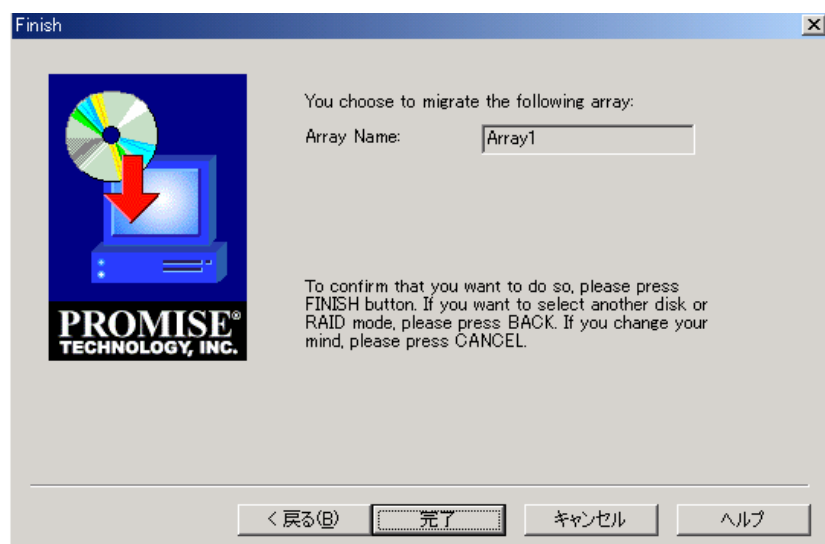 Finish
You choose to migrate the following array:
Array Name: Array1
To confirm that you want to do so, please press
FINISH button. If you want to select another disk or
RAID mode, please press BACK. If you change your
mind, please press CANCEL.
PROMISE®
TECHNOLOGY, INC.
< 戻る(B) 完了 キャンセル ヘルプ